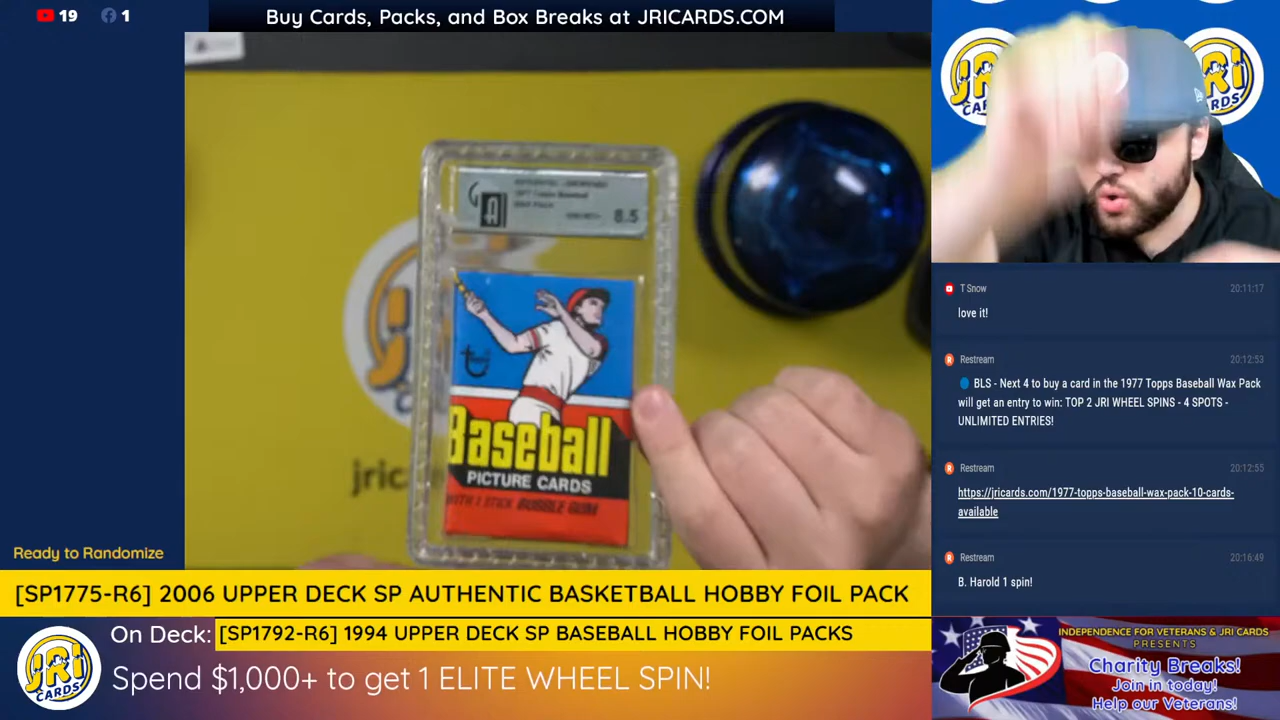 19
1
Buy Cards, Packs, and Box Breaks at JRICARDS.COM
8.5
Baseball
PICTURE CARDS
WITH 1 STICK BUBBLE GUM
jric
JRI
CARDS
JRI
CARDS
T Snow 20:11:17
love it!
Restream 20:12:53
BLS - Next 4 to buy a card in the 1977 Topps Baseball Wax Pack
will get an entry to win: TOP 2 JRI WHEEL SPINS - 4 SPOTS -
UNLIMITED ENTRIES!
Restream 20:12:55
https://jricards.com/1977-topps-baseball-wax-pack-10-cards-
available
Restream 20:16:49
B. Harold 1 spin!
Ready to Randomize
[SP1775-R6] 2006 UPPER DECK SP AUTHENTIC BASKETBALL HOBBY FOIL PACK
On Deck: [SP1792-R6] 1994 UPPER DECK SP BASEBALL HOBBY FOIL PACKS
Spend $1,000+ to get 1 ELITE WHEEL SPIN!
JRI
CARDS
INDEPENDENCE FOR VETERANS & JRI CARDS
PRESENTS
Charity Breaks!
Join in today!
Help our Veterans!